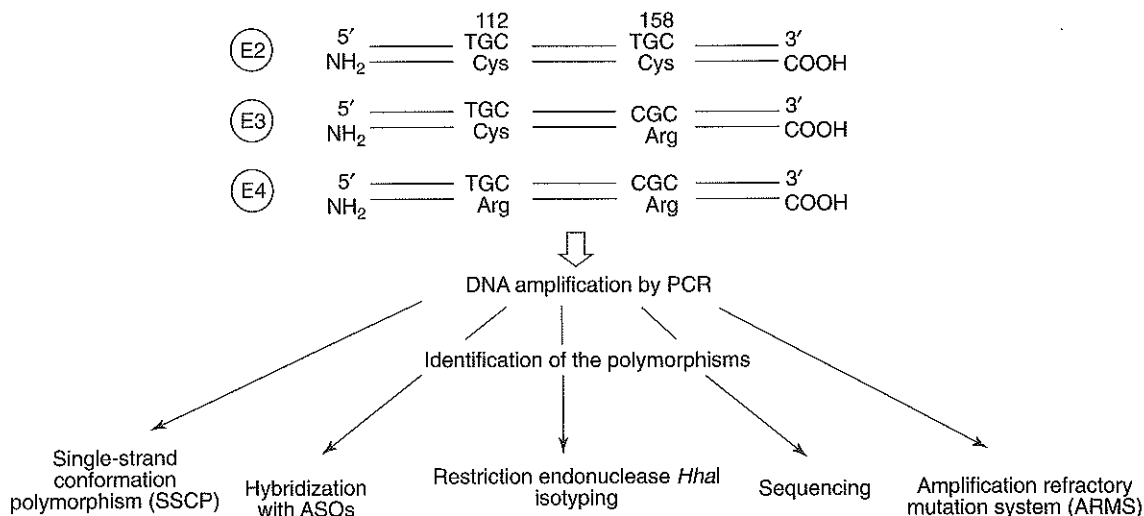 112 158
E2 5′ TGC TGC 3′
NH₂ Cys Cys COOH
E3 5′ TGC CGC 3′
NH₂ Cys Arg COOH
E4 5′ TGC CGC 3′
NH₂ Arg Arg COOH
DNA amplification by PCR
Identification of the polymorphisms
Single-strand
conformation
polymorphism (SSCP)
Hybridization
with ASOs
Restriction endonuclease HhaI
isotyping
Sequencing
Amplification refractory
mutation system (ARMS)